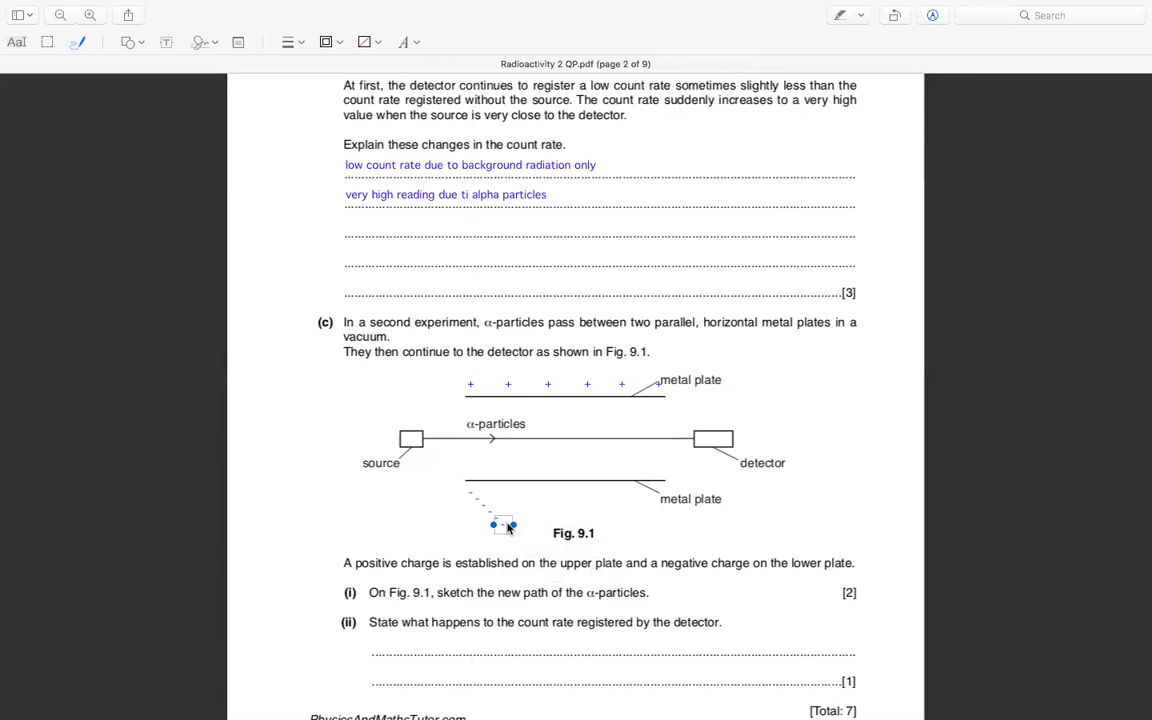 Search
AaI
A
Radioactivity 2 QP.pdf (page 2 of 9)
At first, the detector continues to register a low count rate sometimes slightly less than the
count rate registered without the source. The count rate suddenly increases to a very high
value when the source is very close to the detector.
Explain these changes in the count rate.
low count rate due to background radiation only
very high reading due ti alpha particles
[3]
(c) In a second experiment, α-particles pass between two parallel, horizontal metal plates in a
vacuum.
They then continue to the detector as shown in Fig. 9.1.
+ + + + + + metal plate
α-particles
source
detector
metal plate
- - - - - -
Fig. 9.1
A positive charge is established on the upper plate and a negative charge on the lower plate.
(i) On Fig. 9.1, sketch the new path of the α-particles. [2]
(ii) State what happens to the count rate registered by the detector.
[1]
[Total: 7]
PhysicsAndMathsTutor.com